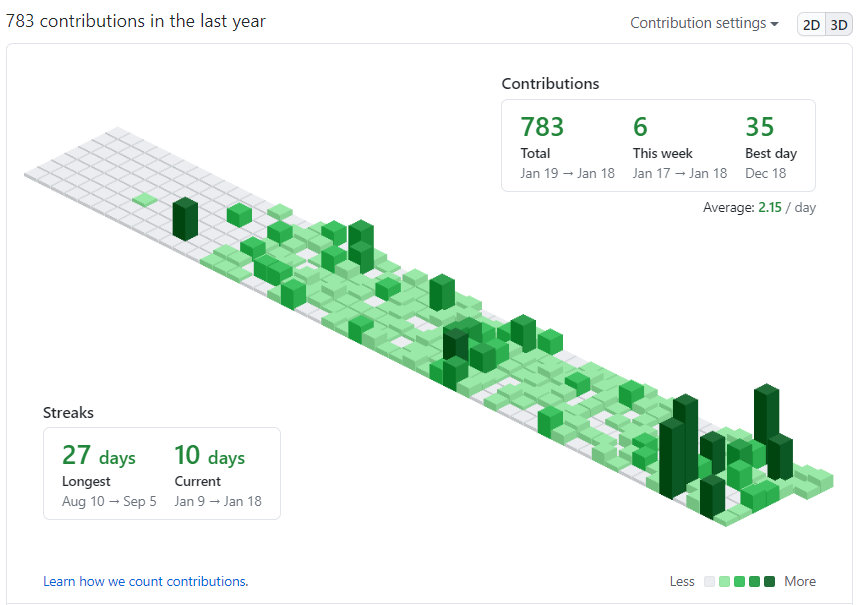 783 contributions in the last year
Contribution settings
2D 3D
Contributions
783 6 35
Total This week Best day
Jan 19 → Jan 18 Jan 17 → Jan 18 Dec 18
Average: 2.15 / day
Streaks
27 days 10 days
Longest Current
Aug 10 → Sep 5 Jan 9 → Jan 18
Learn how we count contributions.
Less More